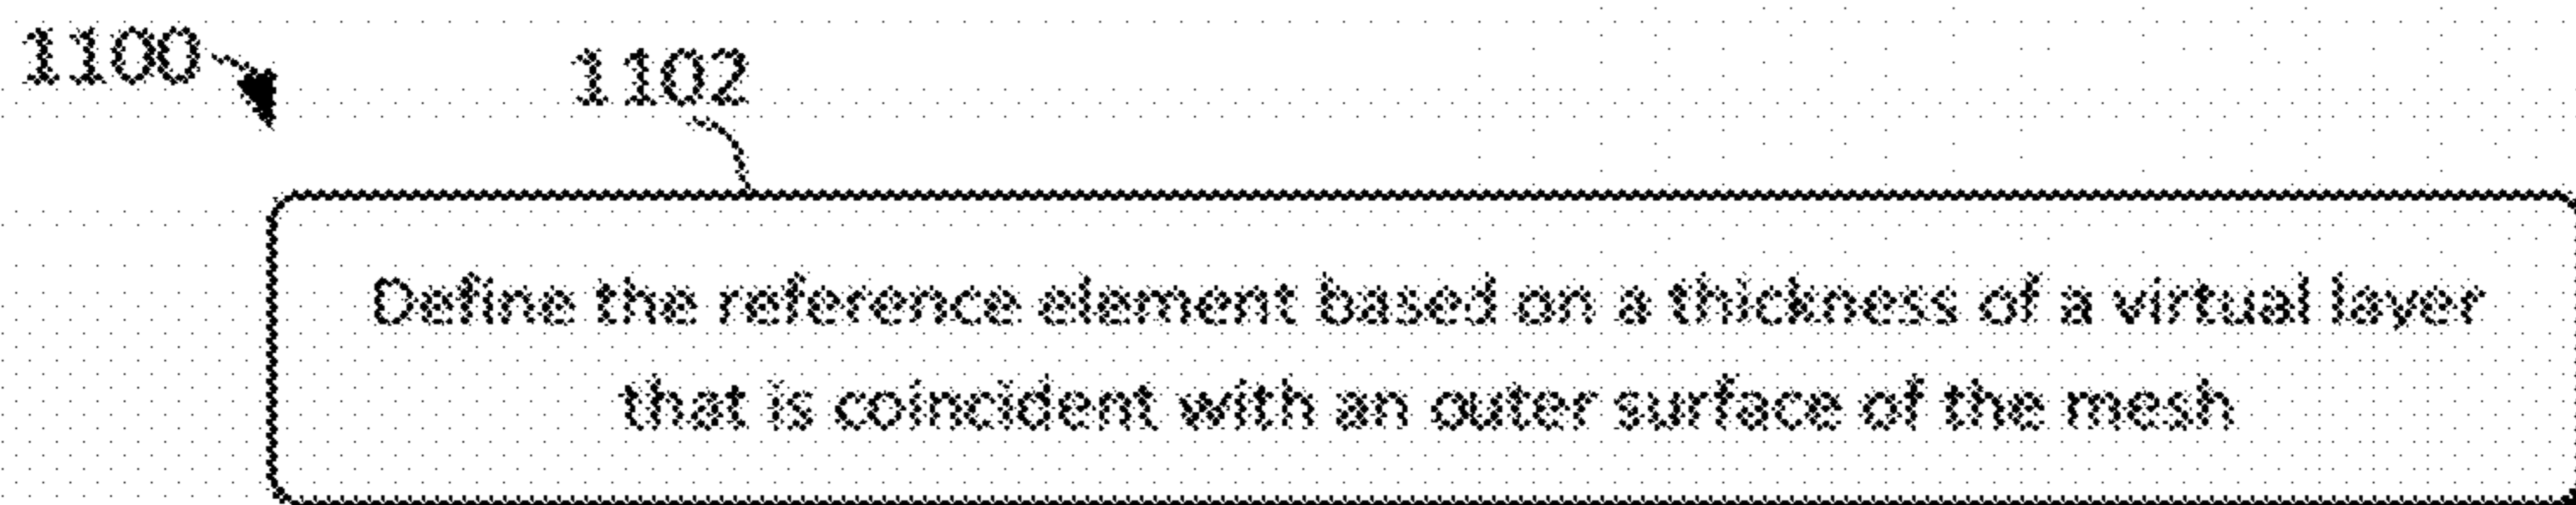 1100
1102
Define the reference element based on a thickness of a virtual layer
that is coincident with an outer surface of the mesh